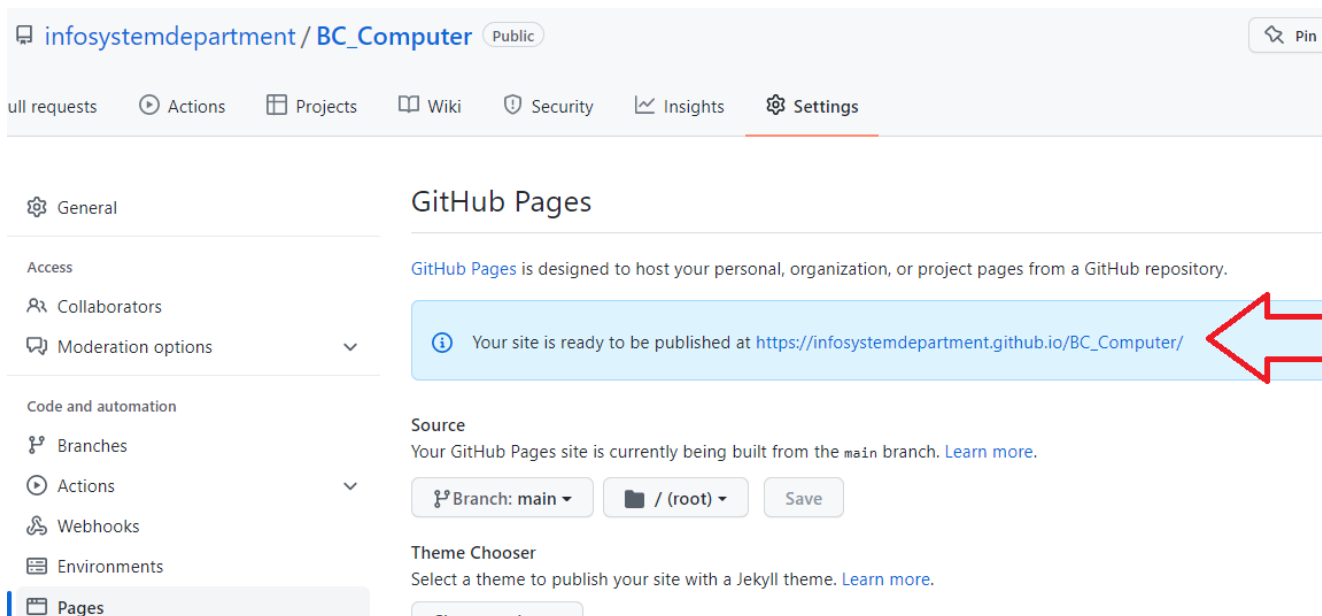 infosystemdepartment / BC_Computer Public Pin
ull requests Actions Projects Wiki Security Insights Settings
General
Access
Collaborators
Moderation options
Code and automation
Branches
Actions
Webhooks
Environments
Pages
GitHub Pages
GitHub Pages is designed to host your personal, organization, or project pages from a GitHub repository.
Your site is ready to be published at https://infosystemdepartment.github.io/BC_Computer/
Source
Your GitHub Pages site is currently being built from the main branch. Learn more.
Branch: main / (root) Save
Theme Chooser
Select a theme to publish your site with a Jekyll theme. Learn more.